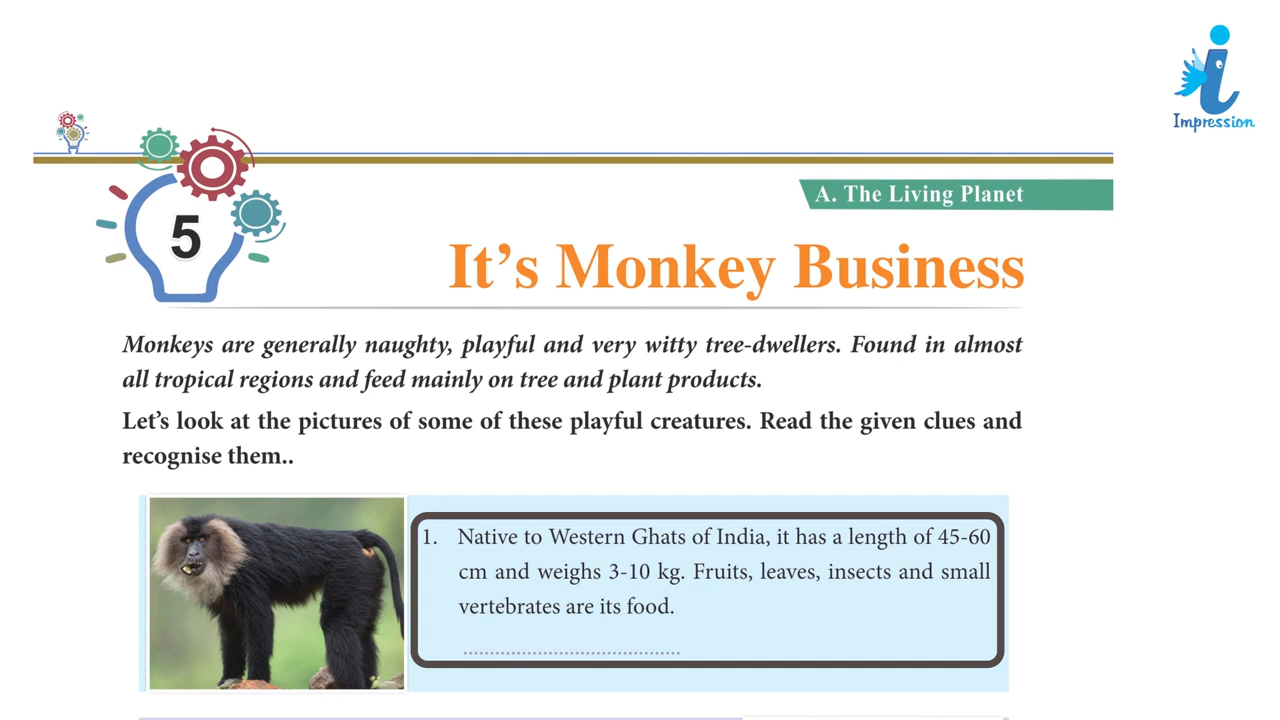 Impression
A. The Living Planet
5
It’s Monkey Business
Monkeys are generally naughty, playful and very witty tree-dwellers. Found in almost
all tropical regions and feed mainly on tree and plant products.
Let’s look at the pictures of some of these playful creatures. Read the given clues and
recognise them..
1. Native to Western Ghats of India, it has a length of 45-60
cm and weighs 3-10 kg. Fruits, leaves, insects and small
vertebrates are its food.
.........................................